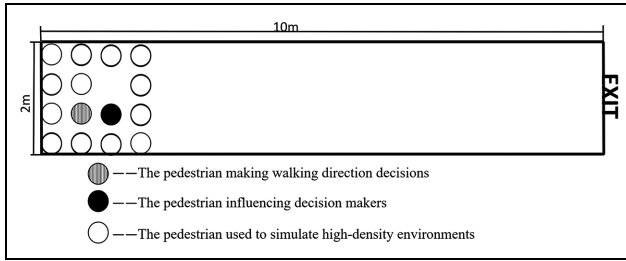 10m
2m
EXIT
——The pedestrian making walking direction decisions
——The pedestrian influencing decision makers
——The pedestrian used to simulate high-density environments